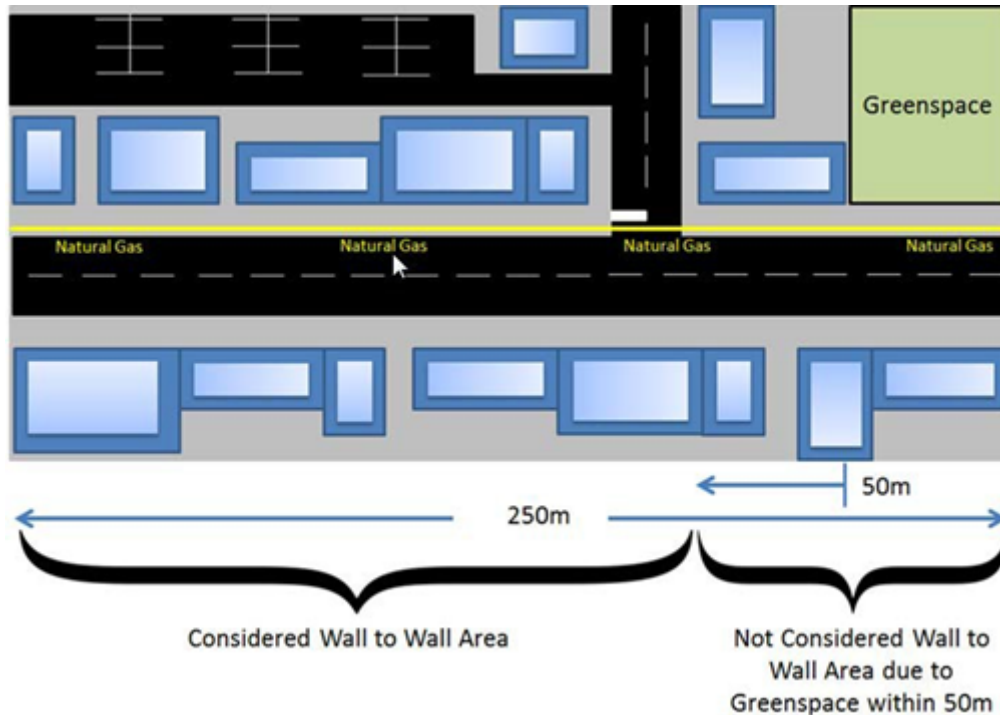 Greenspace
Natural Gas
Natural Gas
Natural Gas
Natural Gas
50m
250m
Considered Wall to Wall Area
Not Considered Wall to
Wall Area due to
Greenspace within 50m